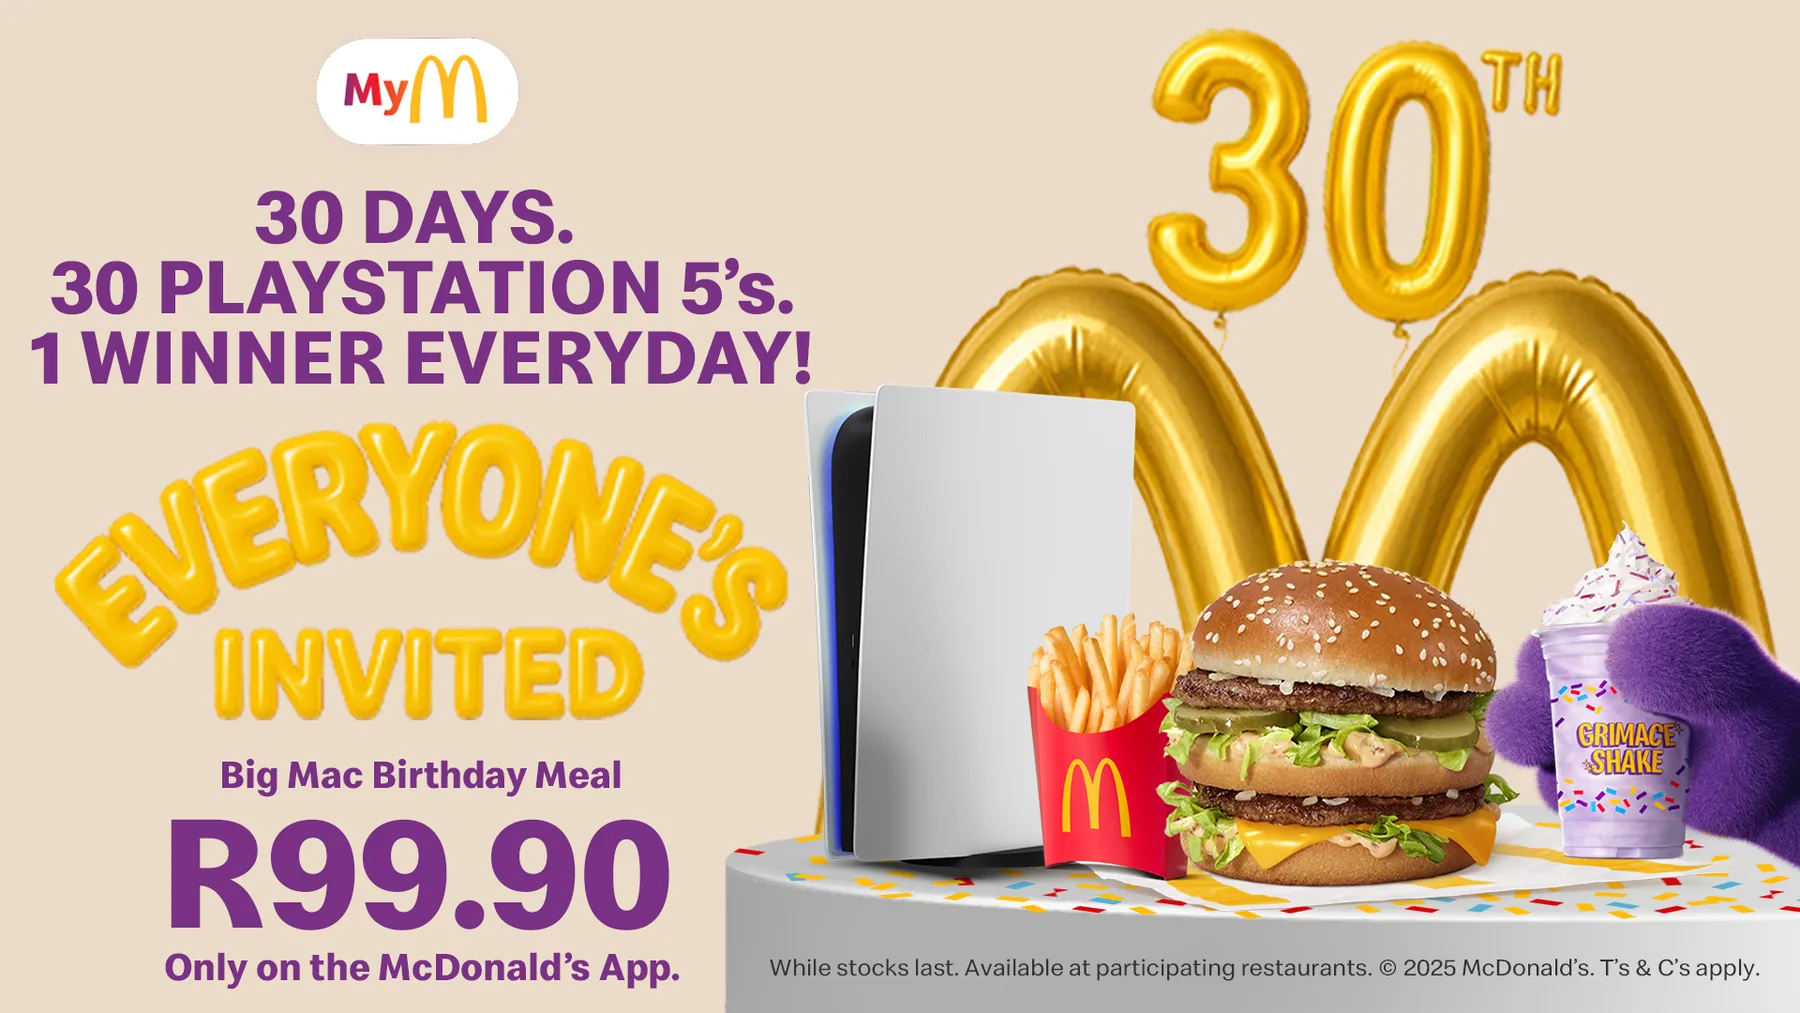 My
30 DAYS.
30 PLAYSTATION 5's.
1 WINNER EVERYDAY!
EVERYONE'S
INVITED
Big Mac Birthday Meal
R99.90
Only on the McDonald's App.
30TH
GRIMACE
SHAKE
While stocks last. Available at participating restaurants. © 2025 McDonald's. T's & C's apply.